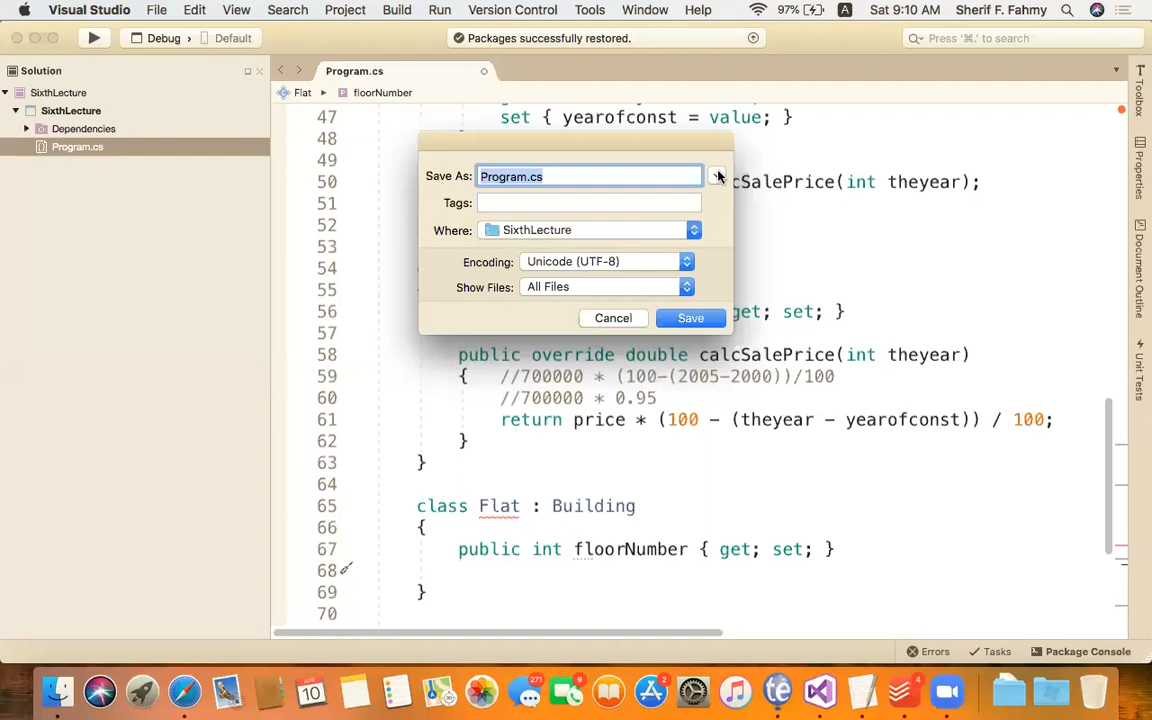 Visual Studio File Edit View Search Project Build Run Version Control Tools Window Help 97% A Sat 9:10 AM Sherif F. Fahmy
Debug › Default
Packages successfully restored.
Press '⌘.' to search
Solution
SixthLecture
SixthLecture
Dependencies
Program.cs
Program.cs
Flat ▸ floorNumber
47 set { yearofconst = value; }
48
49
50 cSalePrice(int theyear);
51
52
53
54
55
56 get; set; }
57
58 public override double calcSalePrice(int theyear)
59 { //700000 * (100-(2005-2000))/100
60 //700000 * 0.95
61 return price * (100 - (theyear - yearofconst)) / 100;
62 }
63 }
64
65 class Flat : Building
66 {
67 public int floorNumber { get; set; }
68
69 }
70
Save As: Program.cs
Tags:
Where: SixthLecture
Encoding: Unicode (UTF-8)
Show Files: All Files
Cancel Save
Toolbox
Properties
Document Outline
Unit Tests
Errors Tasks Package Console
APR
10
271
9
2
te
4